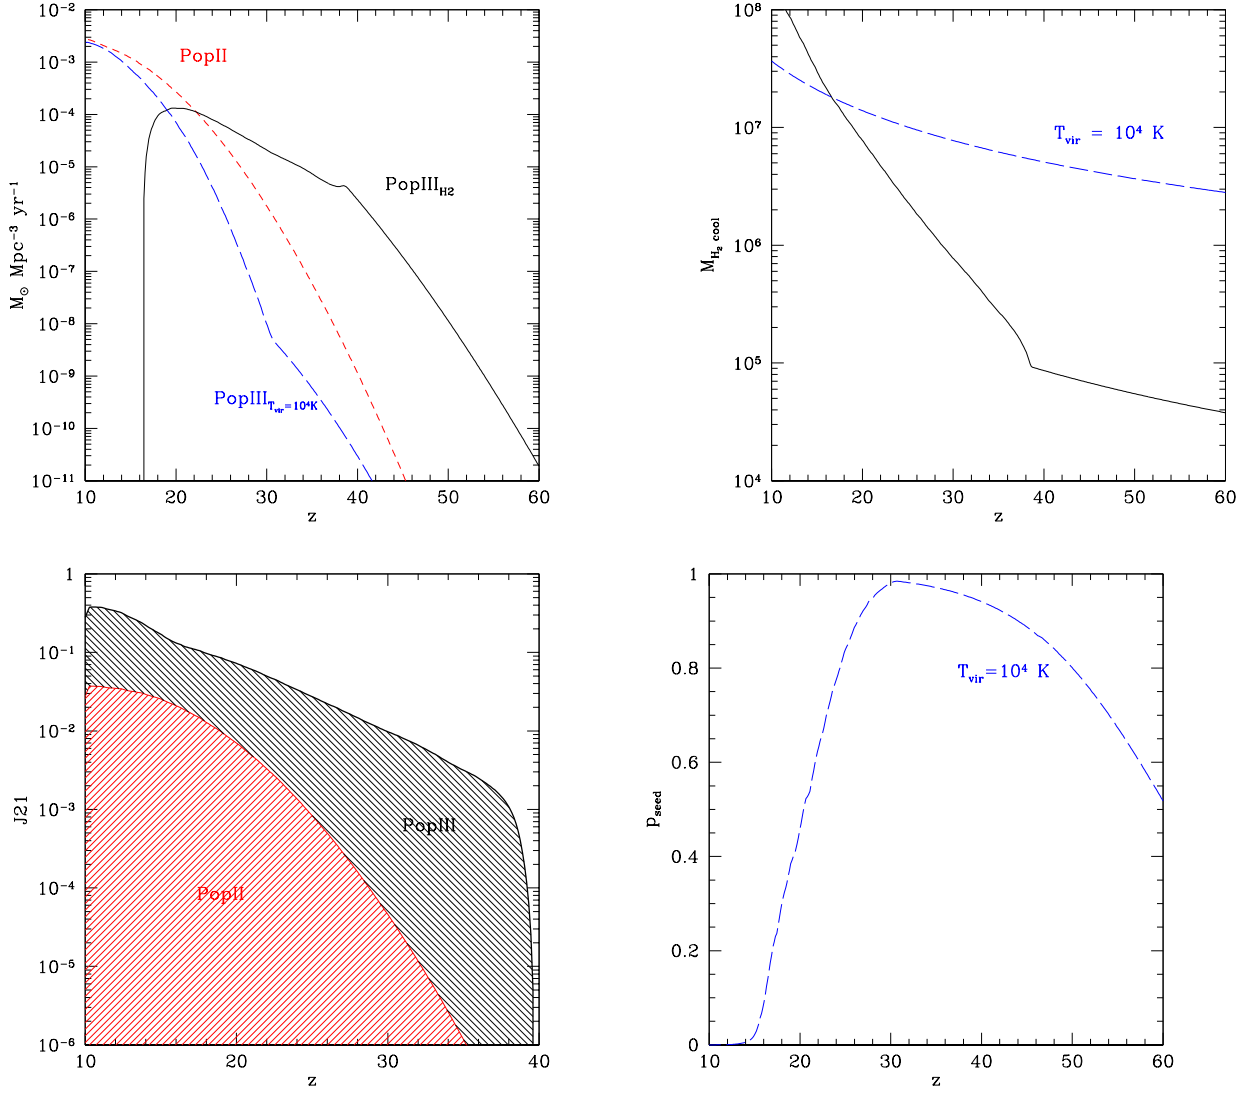 10⁻²
10⁻³
10⁻⁴
10⁻⁵
10⁻⁶
10⁻⁷
10⁻⁸
10⁻⁹
10⁻¹⁰
10⁻¹¹
M☉ Mpc⁻³ yr⁻¹
PopII
PopIII_H2
PopIII_Tvir=10⁴K
10 20 30 40 50 60
z
10⁸
10⁷
10⁶
10⁵
10⁴
M_H₂ cool
T_vir = 10⁴ K
10 20 30 40 50 60
z
1
10⁻¹
10⁻²
10⁻³
10⁻⁴
10⁻⁵
10⁻⁶
J21
PopIII
PopII
10 20 30 40
z
1
0.8
0.6
0.4
0.2
0
p_seed
T_vir=10⁴ K
10 20 30 40 50 60
z